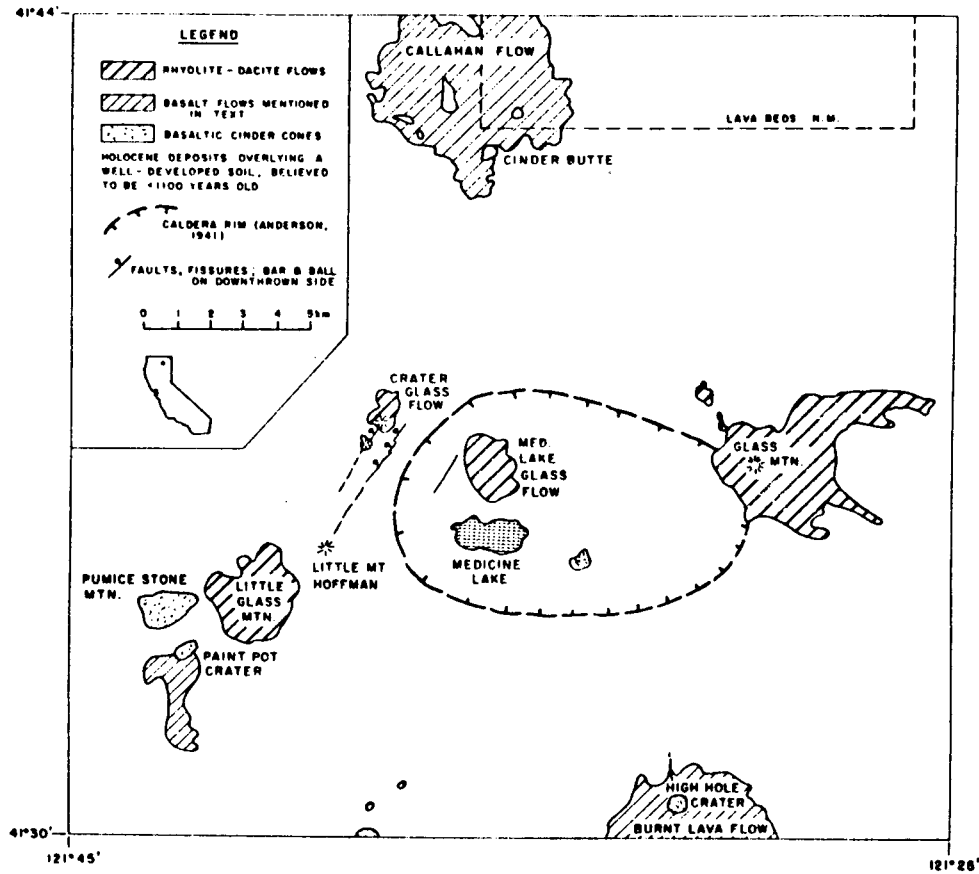 41°44'
LEGEND
RHYOLITE-DACITE FLOWS
BASALT FLOWS MENTIONED
IN TEXT
BASALTIC CINDER CONES
HOLOCENE DEPOSITS OVERLYING A
WELL-DEVELOPED SOIL, BELIEVED
TO BE <1100 YEARS OLD
CALDERA RIM (ANDERSON,
1941)
FAULTS, FISSURES; BAR & BALL
ON DOWNTHROWN SIDE
0 1 2 3 4 5 km
CALLAHAN FLOW
LAVA BEDS N.M.
CINDER BUTTE
CRATER
GLASS
FLOW
MED.
LAKE
GLASS
FLOW
GLASS
MTN.
MEDICINE
LAKE
LITTLE MT
HOFFMAN
PUMICE STONE
MTN.
LITTLE
GLASS
MTN.
PAINT POT
CRATER
HIGH HOLE
CRATER
BURNT LAVA FLOW
41°30'
121°45'
121°26'